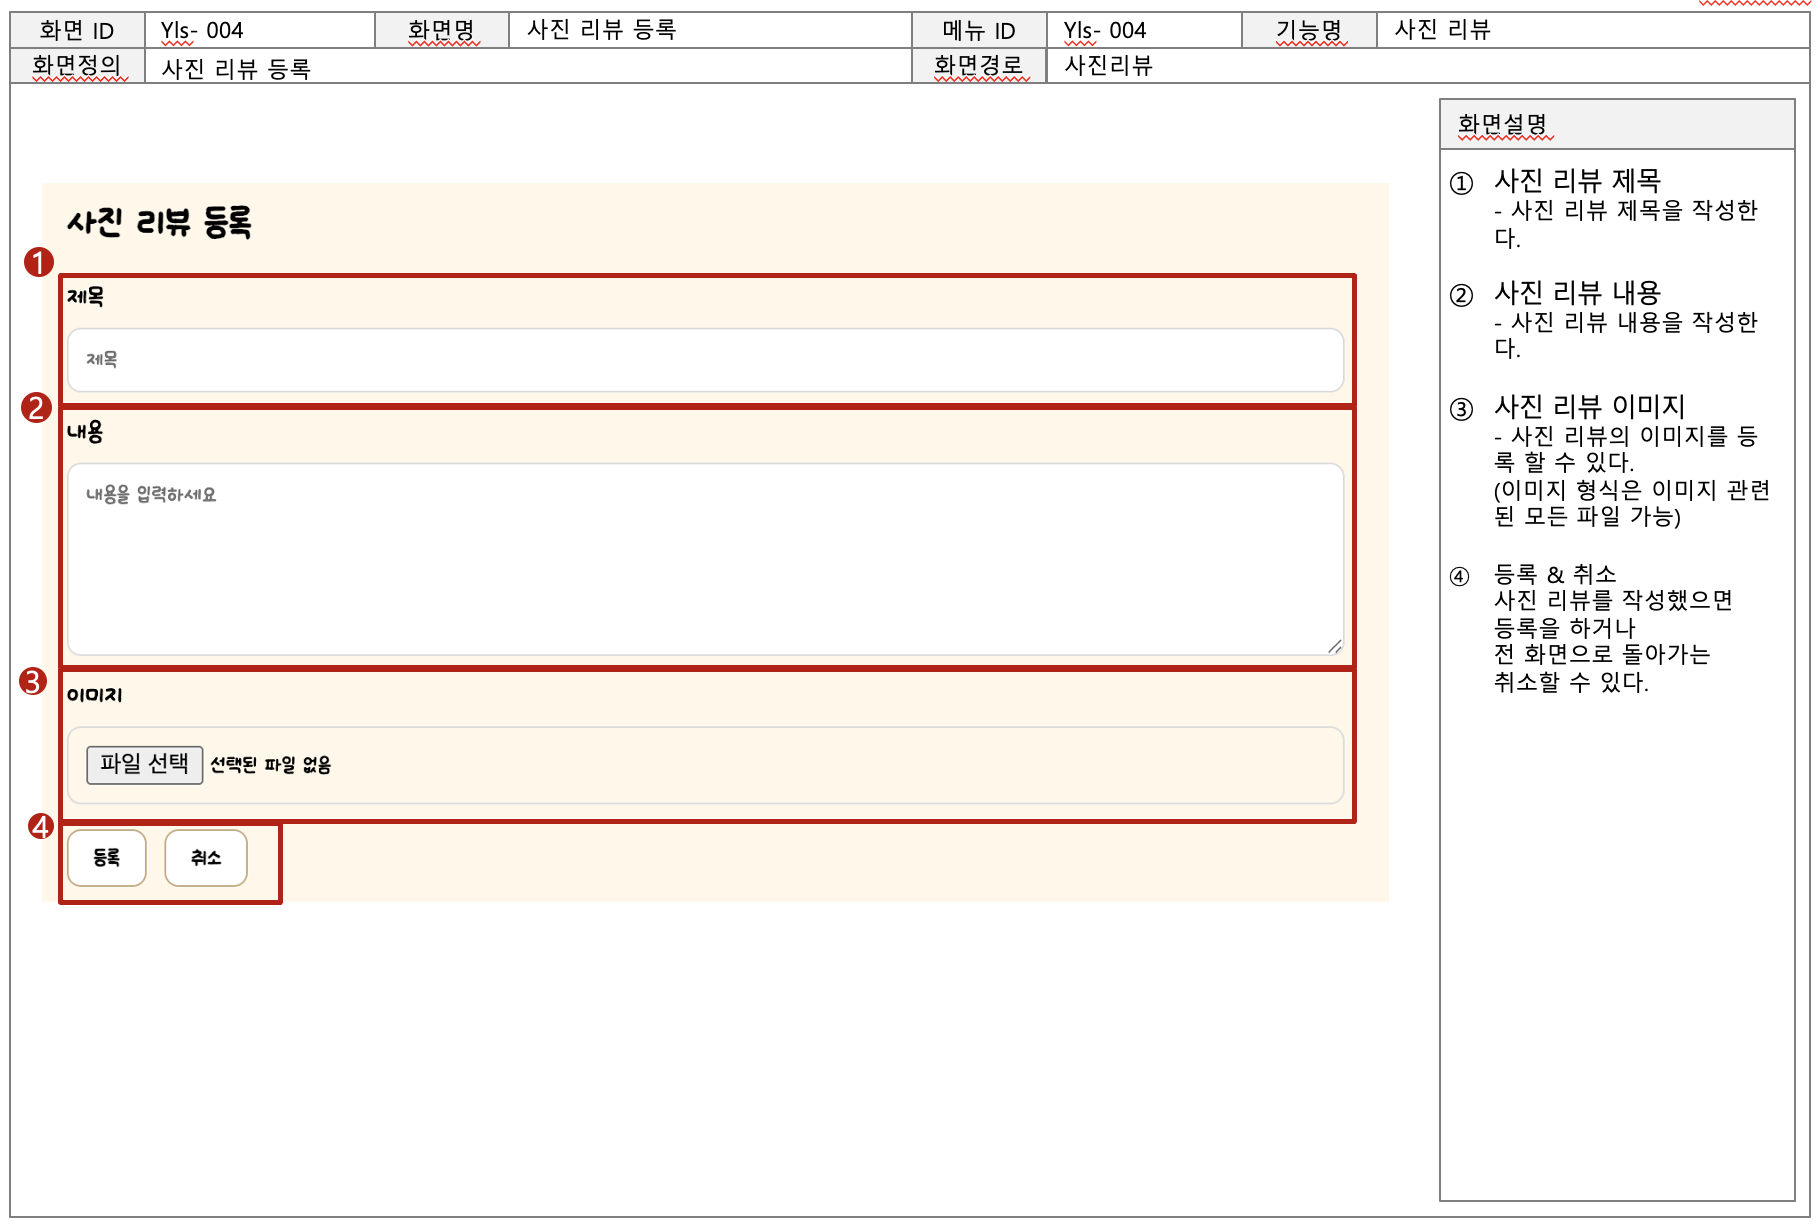 화면 ID Yls- 004 화면명 사진 리뷰 등록 메뉴 ID Yls- 004 기능명 사진 리뷰
화면정의 사진 리뷰 등록 화면경로 사진리뷰
사진 리뷰 등록
1
제목
제목
2
내용
내용을 입력하세요
3
이미지
파일 선택 선택된 파일 없음
4
등록 취소
화면설명
① 사진 리뷰 제목
- 사진 리뷰 제목을 작성한
다.
② 사진 리뷰 내용
- 사진 리뷰 내용을 작성한
다.
③ 사진 리뷰 이미지
- 사진 리뷰의 이미지를 등
록 할 수 있다.
(이미지 형식은 이미지 관련
된 모든 파일 가능)
④ 등록 & 취소
사진 리뷰를 작성했으면
등록을 하거나
전 화면으로 돌아가는
취소할 수 있다.